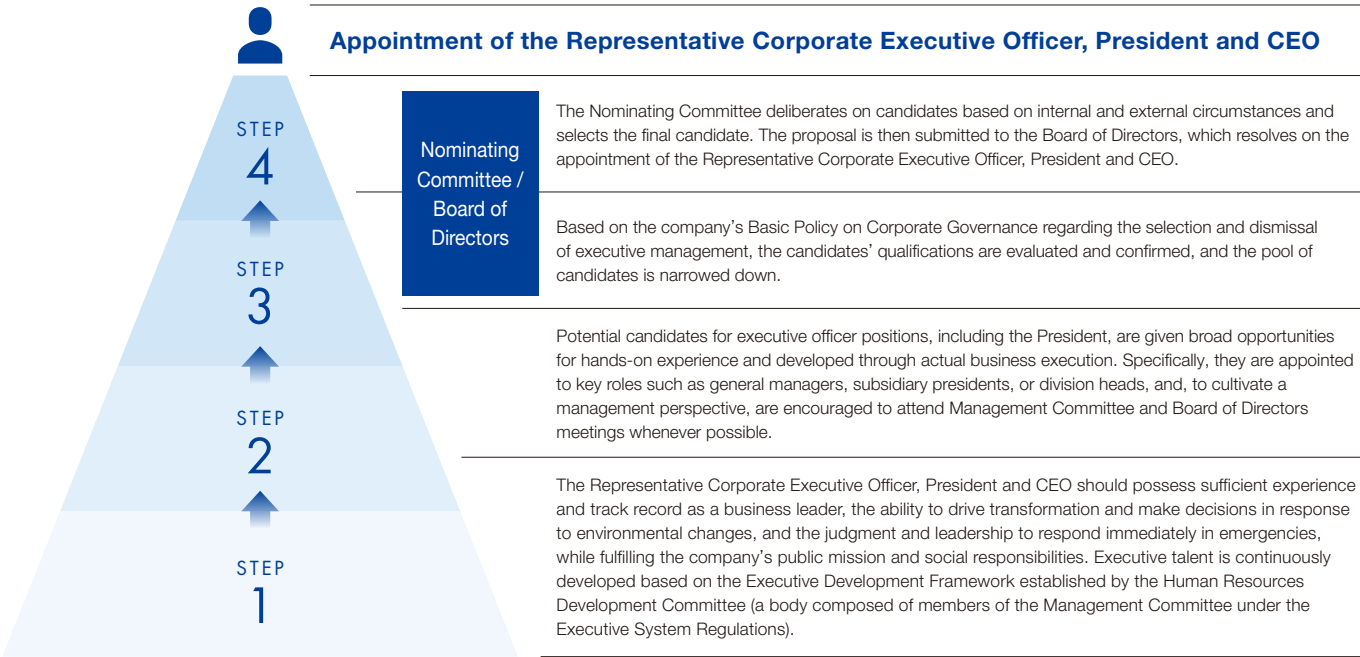 Appointment of the Representative Corporate Executive Officer, President and CEO
STEP
4
Nominating
Committee /
Board of
Directors
The Nominating Committee deliberates on candidates based on internal and external circumstances and
selects the final candidate. The proposal is then submitted to the Board of Directors, which resolves on the
appointment of the Representative Corporate Executive Officer, President and CEO.
STEP
3
Based on the company's Basic Policy on Corporate Governance regarding the selection and dismissal
of executive management, the candidates' qualifications are evaluated and confirmed, and the pool of
candidates is narrowed down.
STEP
2
Potential candidates for executive officer positions, including the President, are given broad opportunities
for hands-on experience and developed through actual business execution. Specifically, they are appointed
to key roles such as general managers, subsidiary presidents, or division heads, and, to cultivate a
management perspective, are encouraged to attend Management Committee and Board of Directors
meetings whenever possible.
STEP
1
The Representative Corporate Executive Officer, President and CEO should possess sufficient experience
and track record as a business leader, the ability to drive transformation and make decisions in response
to environmental changes, and the judgment and leadership to respond immediately in emergencies,
while fulfilling the company's public mission and social responsibilities. Executive talent is continuously
developed based on the Executive Development Framework established by the Human Resources
Development Committee (a body composed of members of the Management Committee under the
Executive System Regulations).